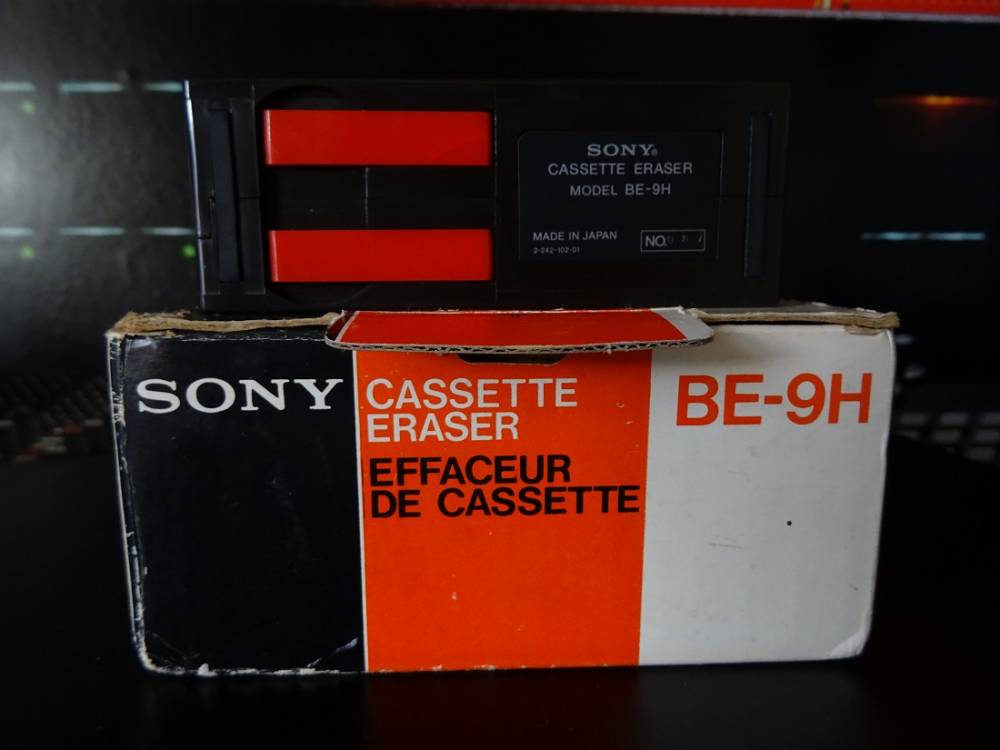 SONY®
CASSETTE ERASER
MODEL BE-9H
MADE IN JAPAN
NO.
2-242-102-01
SONY
CASSETTE
ERASER
EFFACEUR
DE CASSETTE
BE-9H